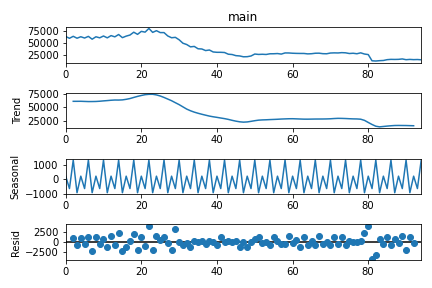 main
75000
50000
25000
0 20 40 60 80
Trend
75000
50000
25000
0 20 40 60 80
Seasonal
1000
0
−1000
0 20 40 60 80
Resid
2500
0
−2500
0 20 40 60 80